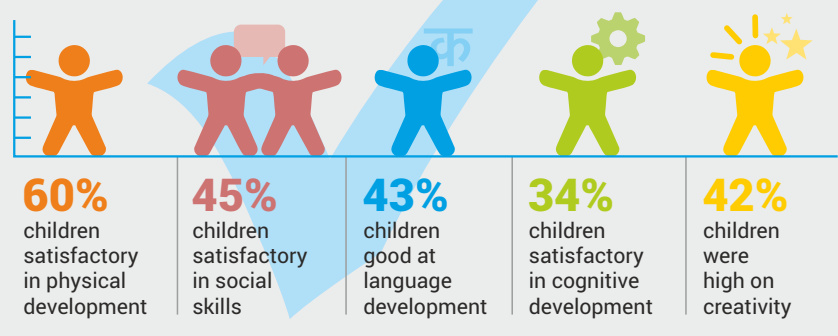 क
60%
children
satisfactory
in physical
development
45%
children
satisfactory
in social
skills
43%
children
good at
language
development
34%
children
satisfactory
in cognitive
development
42%
children
were
high on
creativity